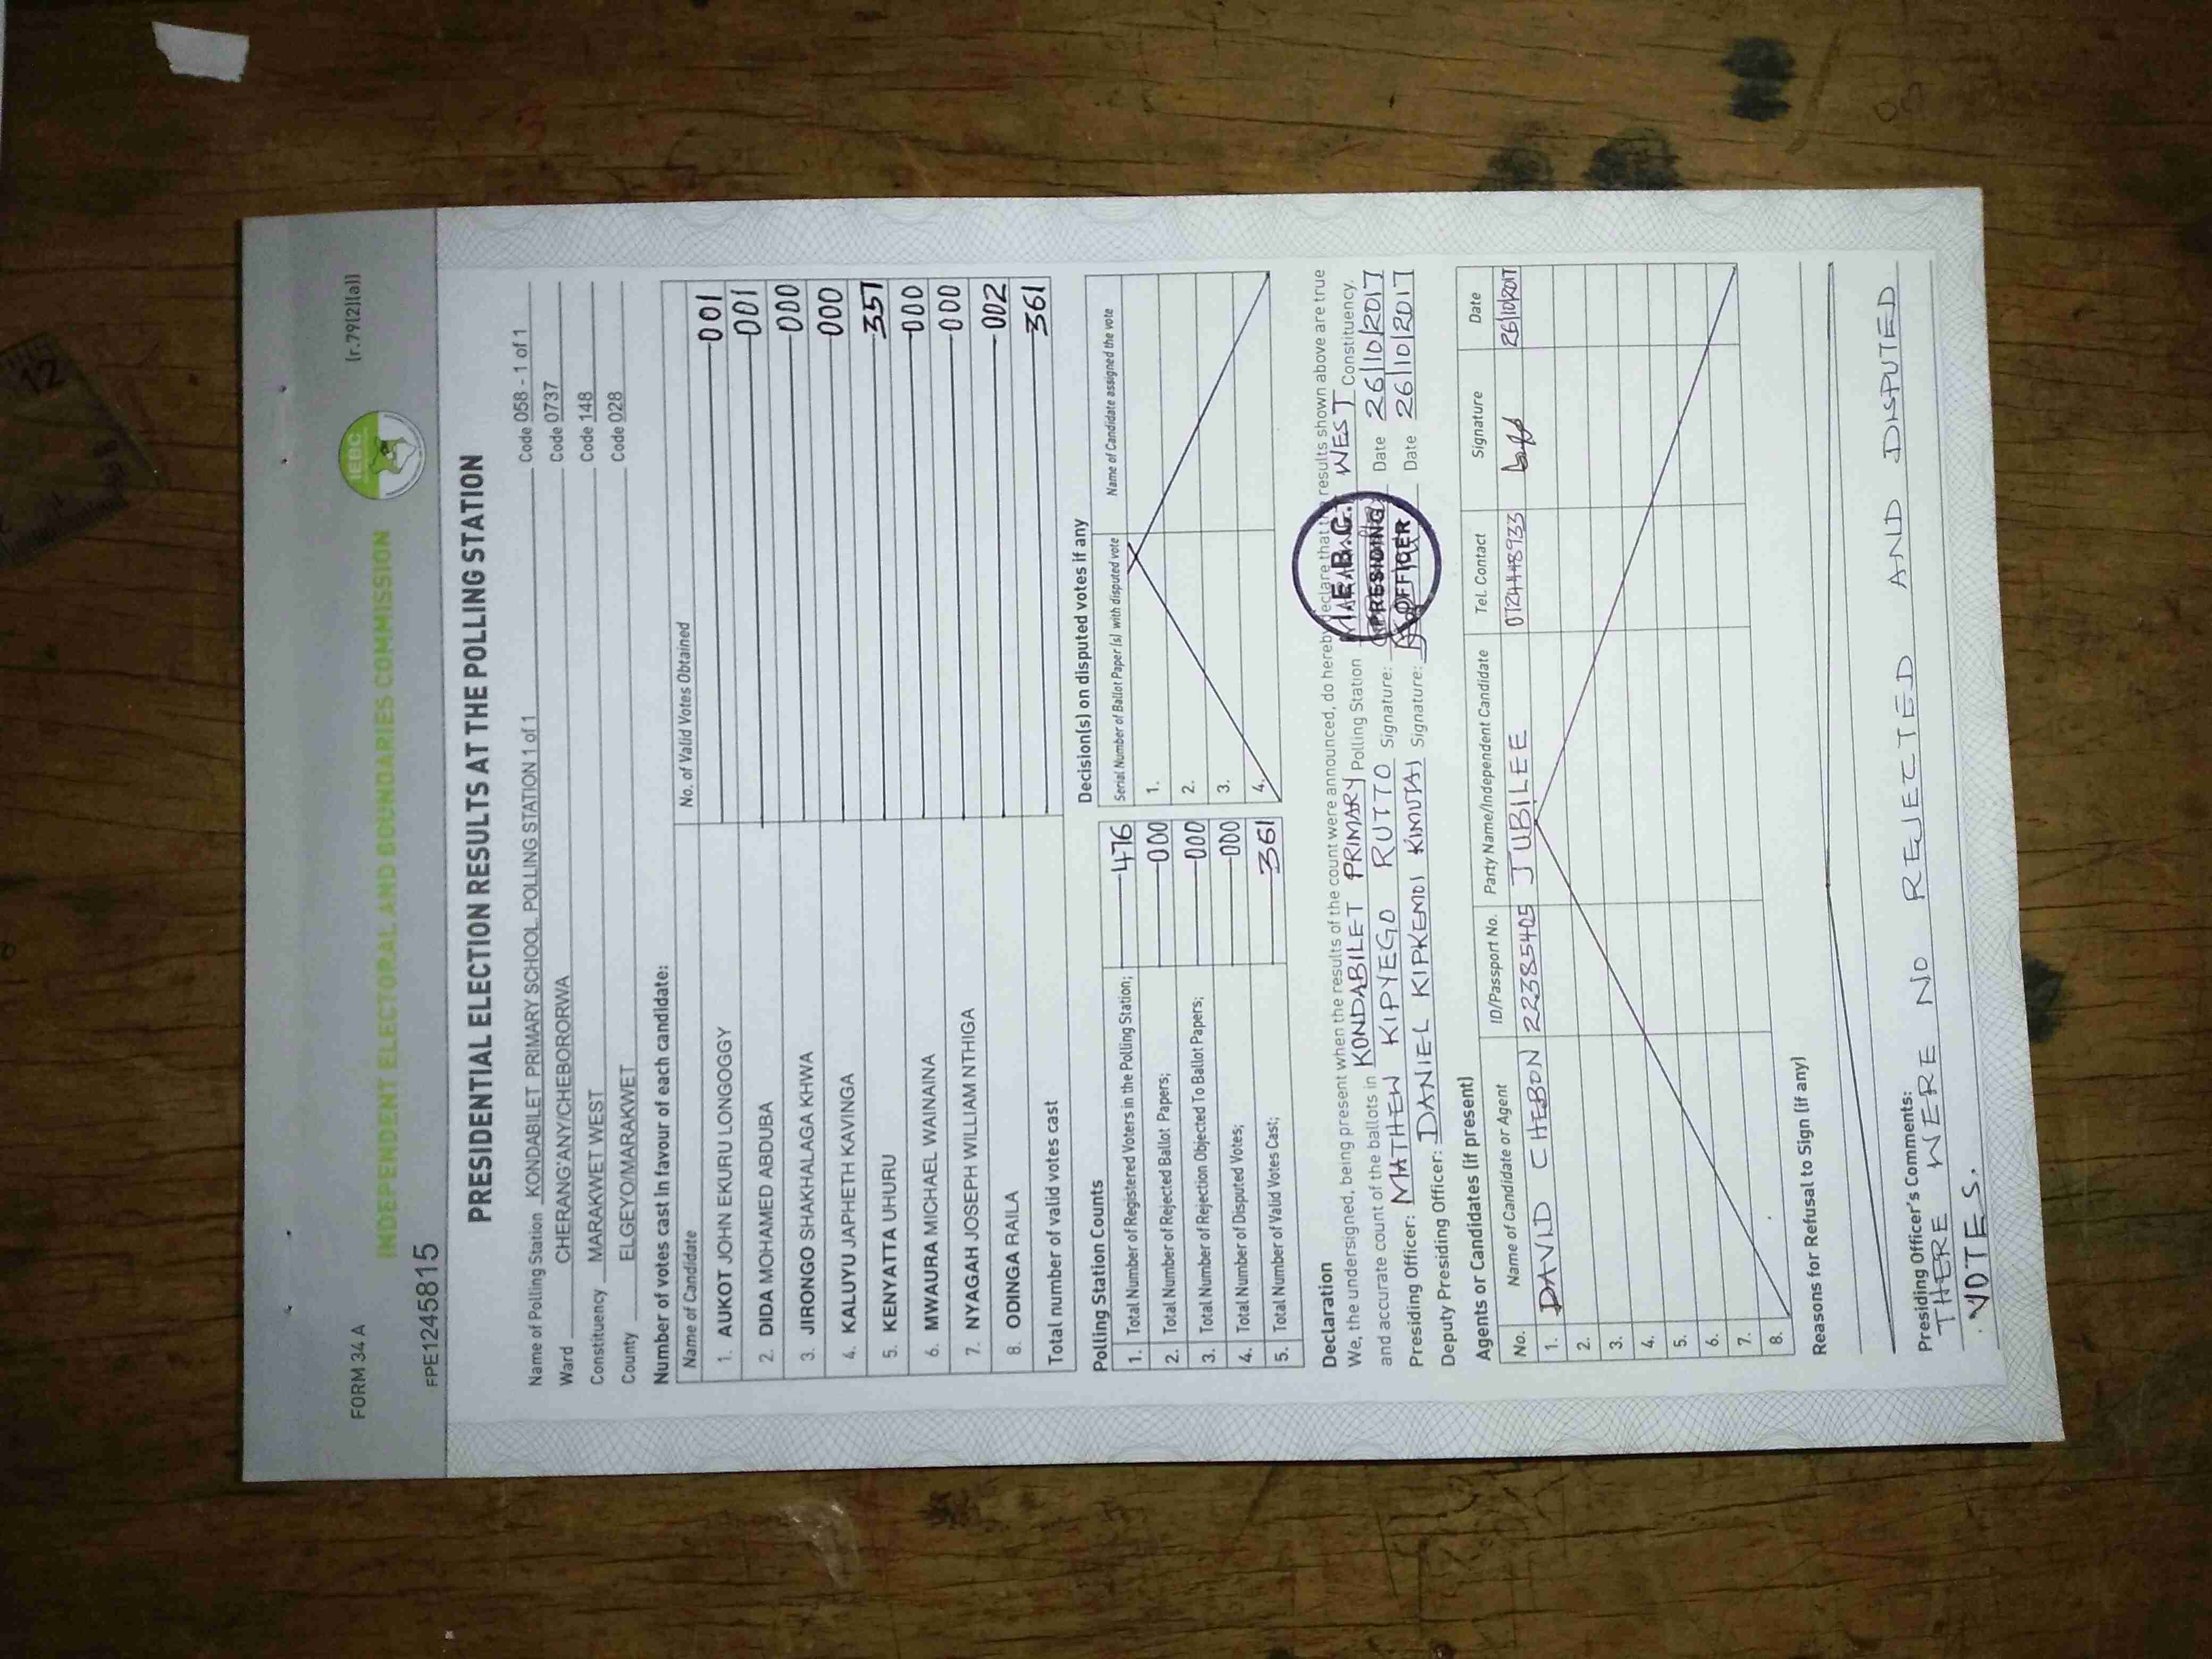 FORM 34 A
(r.79(2)(a))
IEBC
INDEPENDENT ELECTORAL AND BOUNDARIES COMMISSION
FPE1245815
PRESIDENTIAL ELECTION RESULTS AT THE POLLING STATION
Name of Polling Station KONDABILET PRIMARY SCHOOL POLLING STATION 1 of 1 Code 058 - 1 of 1
Ward CHERANG'ANY/CHEBORORWA Code 0737
Constituency MARAKWET WEST Code 148
County ELGEYO/MARAKWET Code 028
Number of votes cast in favour of each candidate:
Name of Candidate No. of Valid Votes Obtained
1. AUKOT JOHN EKURU LONGOGGY 001
2. DIDA MOHAMED ABDUBA 001
3. JIRONGO SHAKHALAGA KHWA 000
4. KALUYU JAPHETH KAVINGA 000
5. KENYATTA UHURU 357
6. MWAURA MICHAEL WAINAINA 000
7. NYAGAH JOSEPH WILLIAM NTHIGA 000
8. ODINGA RAILA 002
Total number of valid votes cast 361
Polling Station Counts
1. Total Number of Registered Voters in the Polling Station; 476
2. Total Number of Rejected Ballot Papers; 000
3. Total Number of Rejection Objected To Ballot Papers; 000
4. Total Number of Disputed Votes; 000
5. Total Number of Valid Votes Cast; 361
Decision(s) on disputed votes if any
Serial Number of Ballot Paper (s) with disputed vote Name of Candidate assigned the vote
1.
2.
3.
4.
Declaration
We, the undersigned, being present when the results of the count were announced, do hereby declare that the results shown above are true
and accurate count of the ballots in KONDABILET PRIMARY Polling Station WEST Constituency.
Presiding Officer: MATHEW KIPYEGO RUTTO Signature: Date 26/10/2017
Deputy Presiding Officer: DANIEL KIPKEMOI KIMUTAI Signature: Date 26/10/2017
I.E.B.C.
PRESIDING
OFFICER
Agents or Candidates (if present)
No. Name of Candidate or Agent ID/Passport No. Party Name/Independent Candidate Tel. Contact Signature Date
1. DAVID CHEBON 22385405 JUBILEE 0724448933 26/10/2017
2.
3.
4.
5.
6.
7.
8.
Reasons for Refusal to Sign (if any)
Presiding Officer's Comments:
THERE WERE NO REJECTED AND DISPUTED
VOTES.